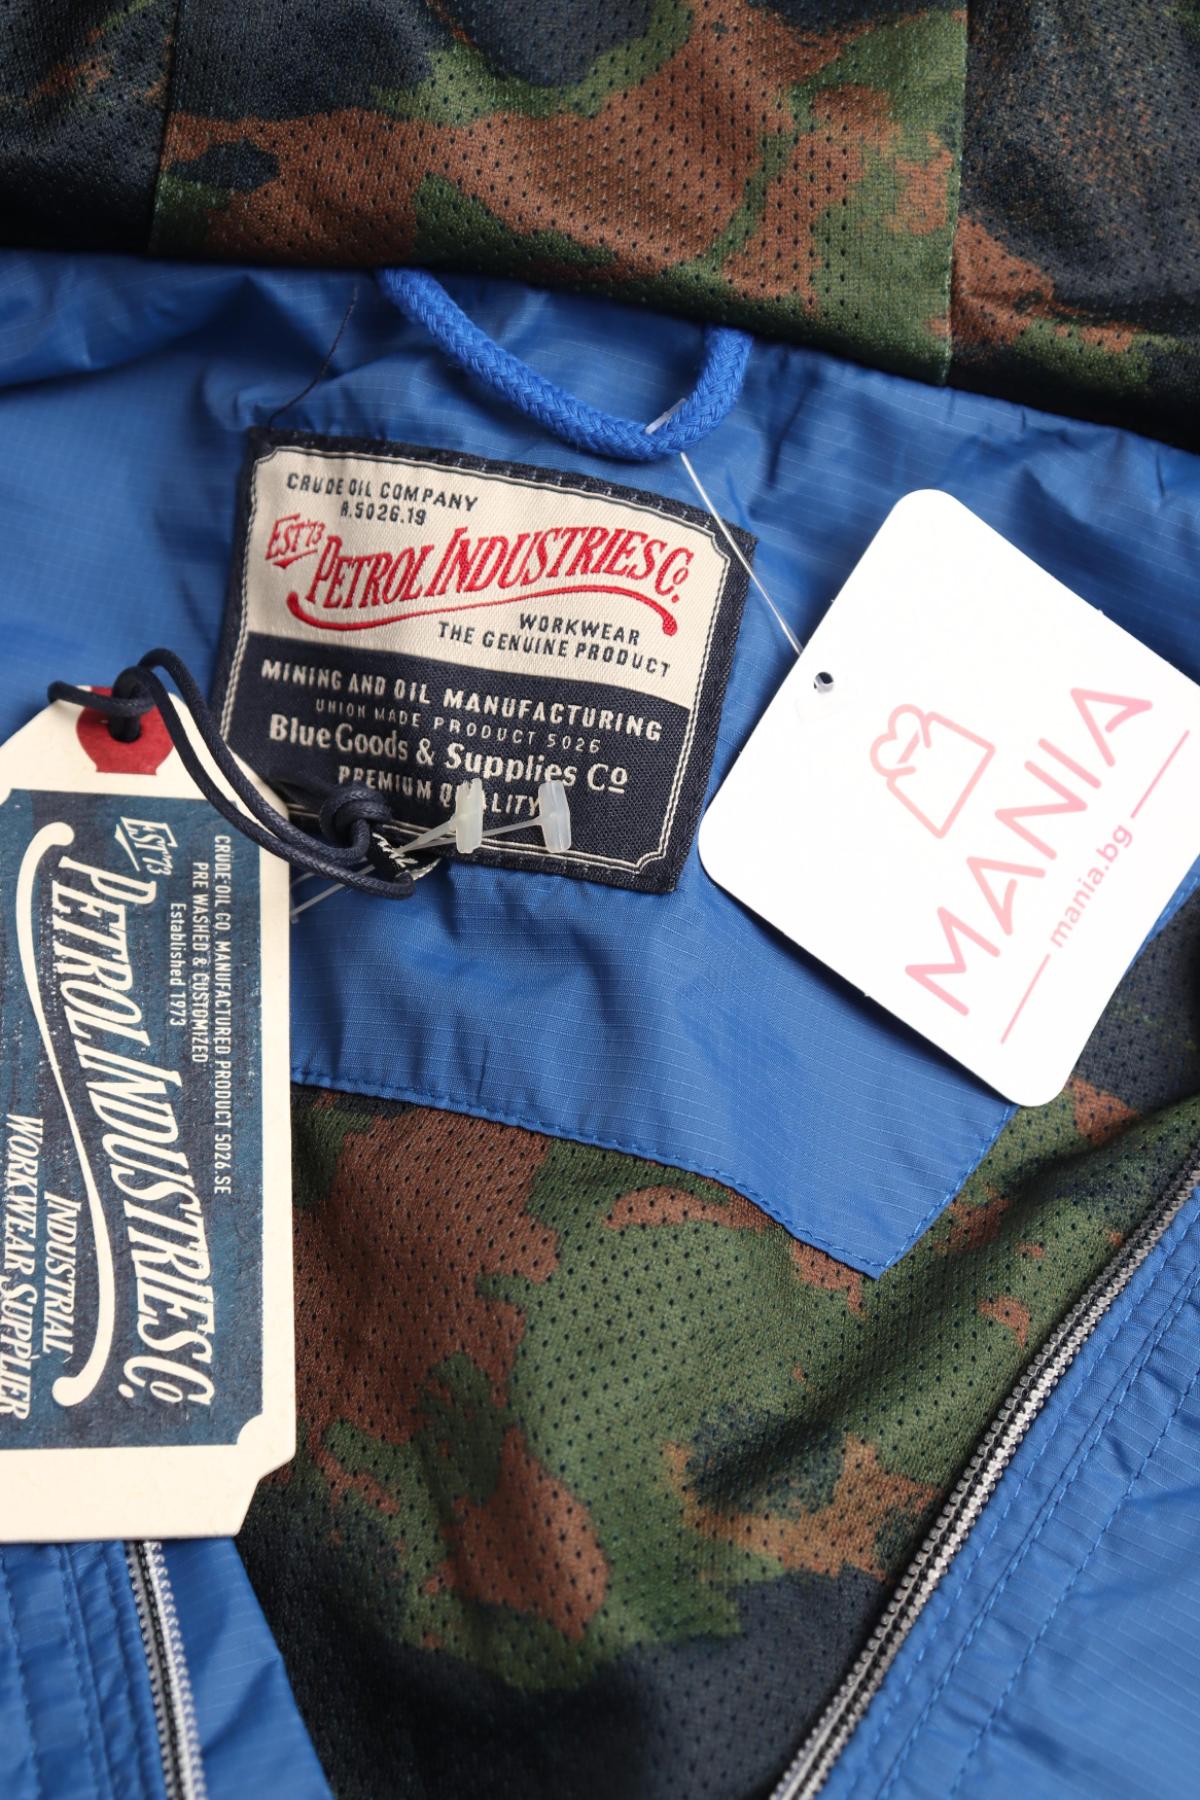 CRUDE OIL COMPANY
A.5026.19
EST'73
PETROL INDUSTRIES Co.
WORKWEAR
THE GENUINE PRODUCT
MINING AND OIL MANUFACTURING
UNION MADE PRODUCT 5026
Blue Goods & Supplies Co
PREMIUM QUALITY
MANIA
mania.bg
CRUDE OIL CO. MANUFACTURED PRODUCT 5026.SE
PRE WASHED & CUSTOMIZED
Established 1973
EST'73
PETROL INDUSTRIES Co.
INDUSTRIAL
WORKWEAR SUPPLIER